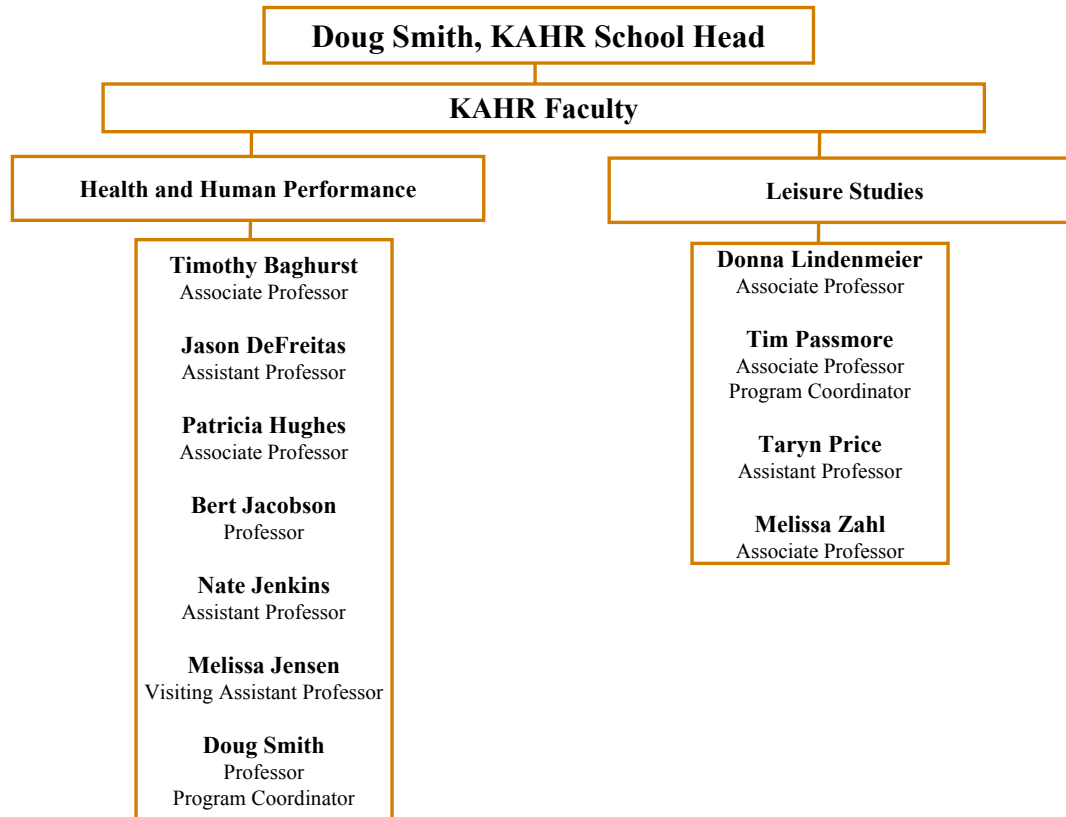 Doug Smith, KAHR School Head
KAHR Faculty
Health and Human Performance
Timothy Baghurst
Associate Professor
Jason DeFreitas
Assistant Professor
Patricia Hughes
Associate Professor
Bert Jacobson
Professor
Nate Jenkins
Assistant Professor
Melissa Jensen
Visiting Assistant Professor
Doug Smith
Professor
Program Coordinator
Leisure Studies
Donna Lindenmeier
Associate Professor
Tim Passmore
Associate Professor
Program Coordinator
Taryn Price
Assistant Professor
Melissa Zahl
Associate Professor